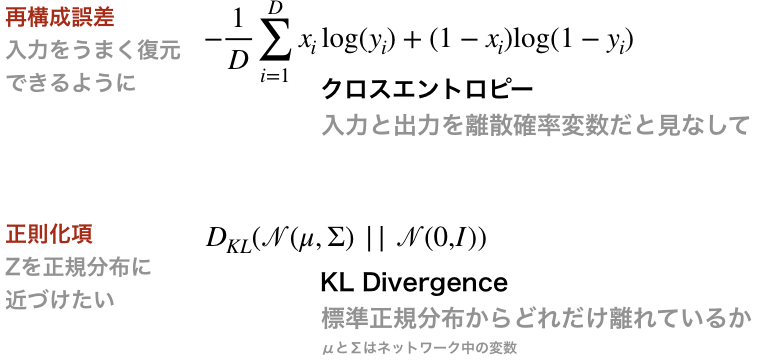 再構成誤差
入力をうまく復元
できるように
$-\frac{1}{D}\sum_{i=1}^{D} x_i \log(y_i) + (1 - x_i)\log(1 - y_i)$
クロスエントロピー
入力と出力を離散確率変数だと見なして
正則化項
Zを正規分布に
近づけたい
$D_{KL}(\mathcal{N}(\mu, \Sigma) \,||\, \mathcal{N}(0, I))$
KL Divergence
標準正規分布からどれだけ離れているか
μとΣはネットワーク中の変数